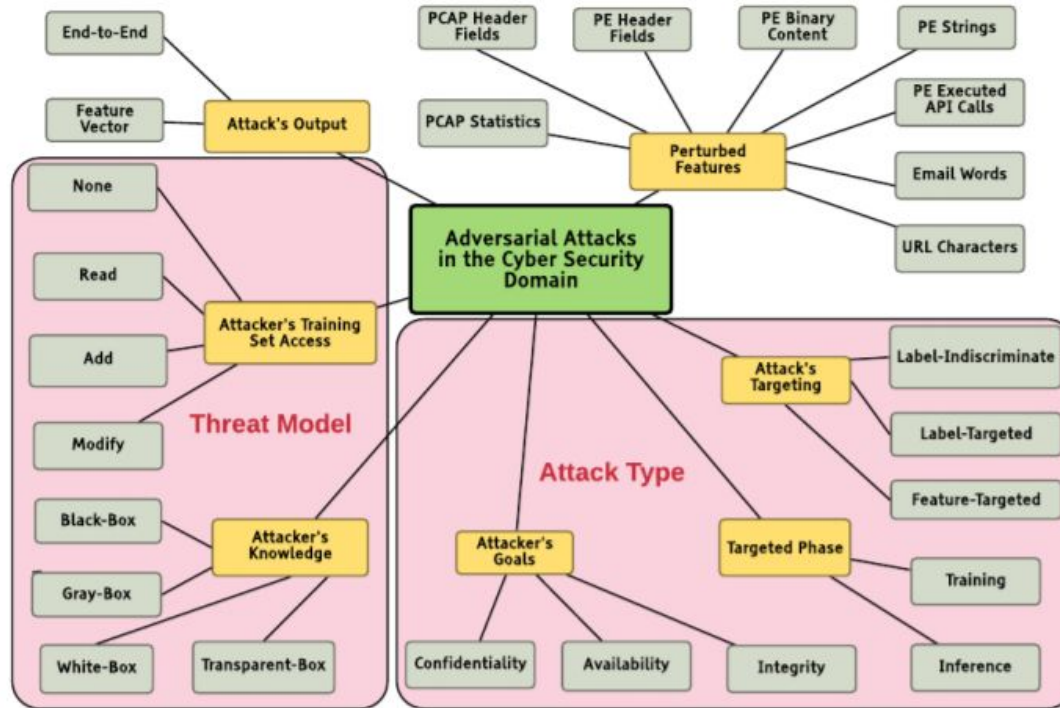 End-to-End
Feature
Vector
Attack's Output
PCAP Header
Fields
PE Header
Fields
PE Binary
Content
PE Strings
PCAP Statistics
PE Executed
API Calls
Perturbed
Features
Email Words
URL Characters
Adversarial Attacks
in the Cyber Security
Domain
None
Read
Add
Modify
Attacker's Training
Set Access
Threat Model
Black-Box
Gray-Box
White-Box
Transparent-Box
Attacker's
Knowledge
Attack's
Targeting
Label-Indiscriminate
Label-Targeted
Feature-Targeted
Attack Type
Attacker's
Goals
Targeted Phase
Training
Confidentiality
Availability
Integrity
Inference